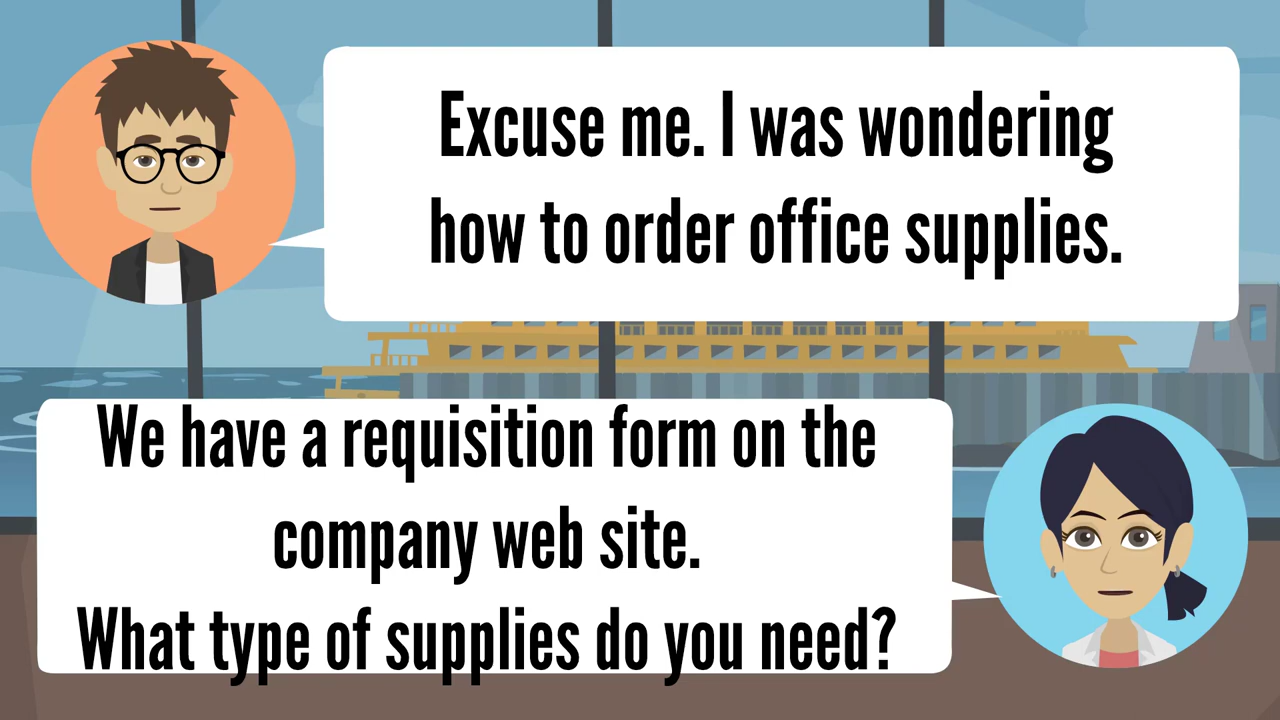 Excuse me. I was wondering
how to order office supplies.
We have a requisition form on the
company web site.
What type of supplies do you need?